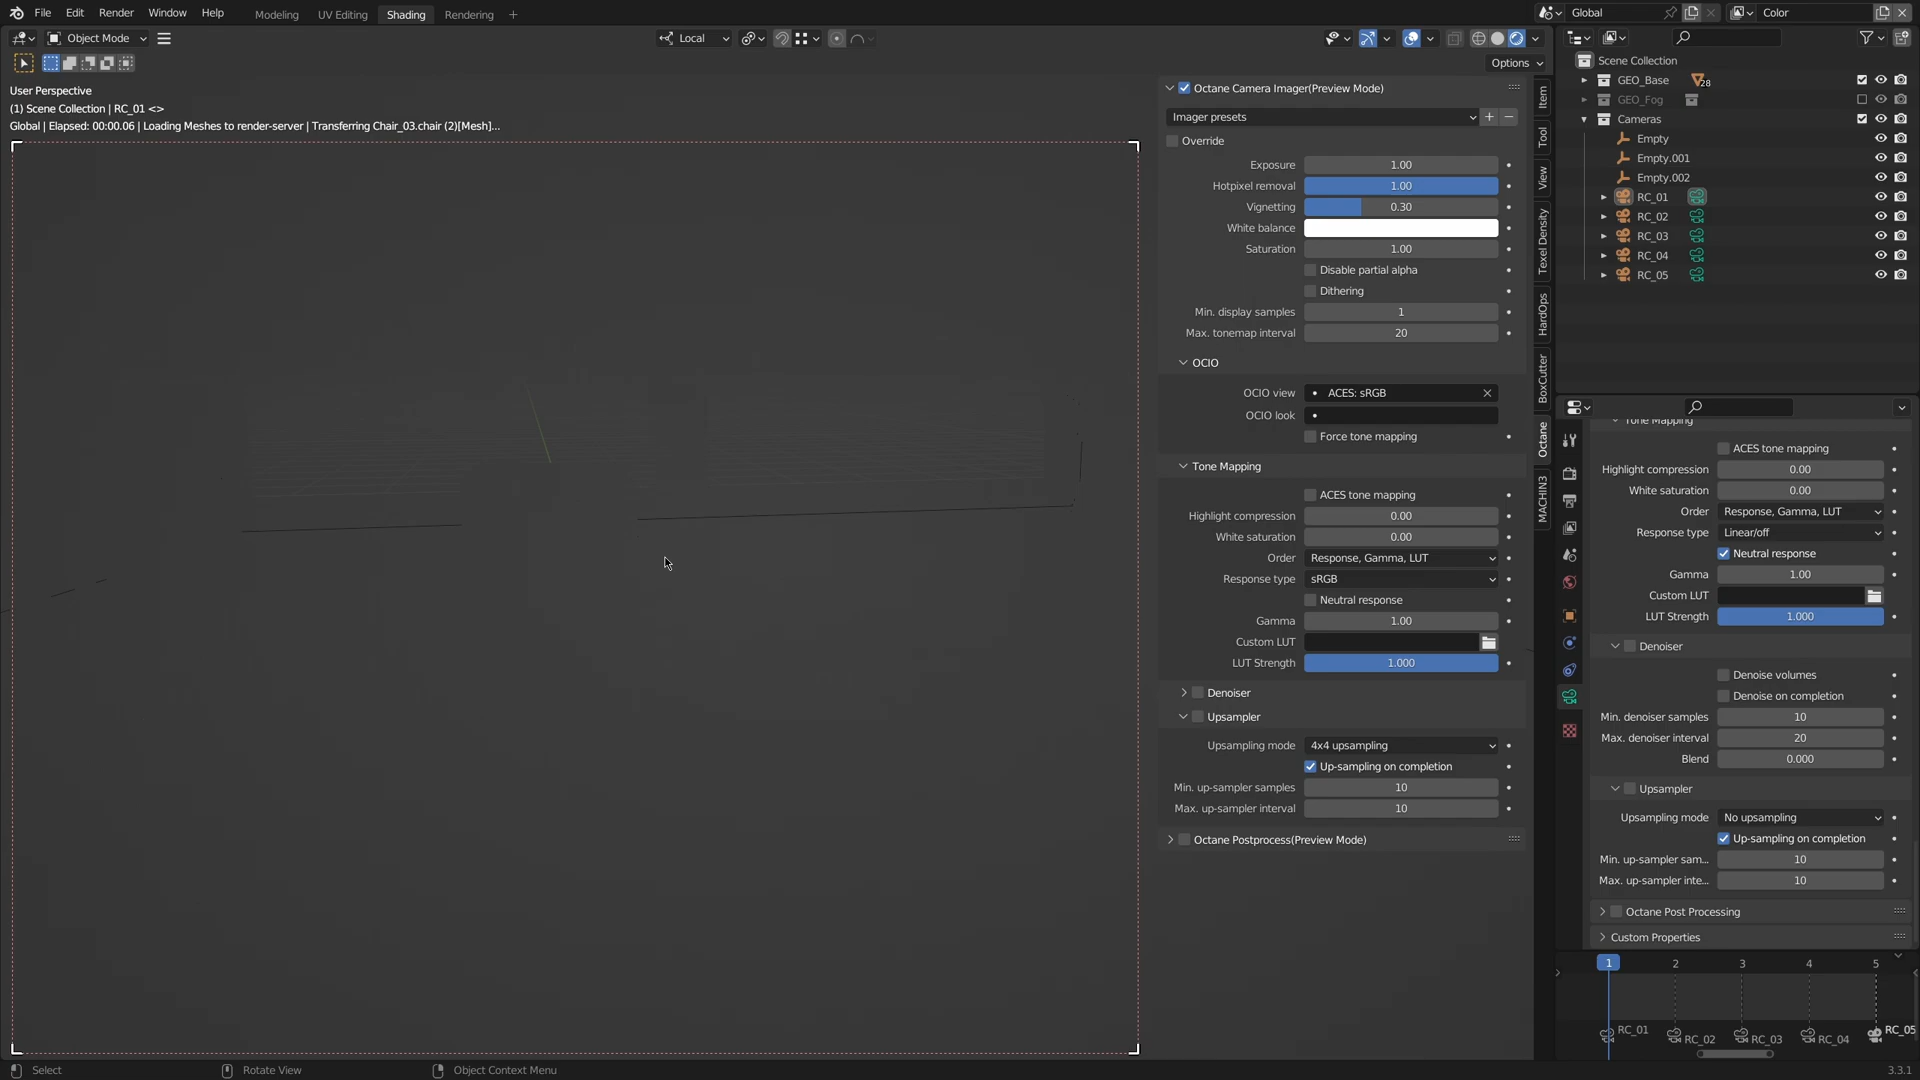 File Edit Render Window Help Modeling UV Editing Shading Rendering + Global Color
Object Mode Local
Options
User Perspective
(1) Scene Collection | RC_01 <>
Global | Elapsed: 00:00.06 | Loading Meshes to render-server | Transferring Chair_03.chair (2)[Mesh]...
Octane Camera Imager(Preview Mode)
Imager presets
Override
Exposure 1.00
Hotpixel removal 1.00
Vignetting 0.30
White balance
Saturation 1.00
Disable partial alpha
Dithering
Min. display samples 1
Max. tonemap interval 20
OCIO
OCIO view • ACES: sRGB
OCIO look •
Force tone mapping
Tone Mapping
ACES tone mapping
Highlight compression 0.00
White saturation 0.00
Order Response, Gamma, LUT
Response type sRGB
Neutral response
Gamma 1.00
Custom LUT
LUT Strength 1.000
Denoiser
Upsampler
Upsampling mode 4x4 upsampling
Up-sampling on completion
Min. up-sampler samples 10
Max. up-sampler interval 10
Octane Postprocess(Preview Mode)
Item
Tool
View
Texel Density
HardOps
BoxCutter
Octane
MACHIN3
Scene Collection
GEO_Base 28
GEO_Fog
Cameras
Empty
Empty.001
Empty.002
RC_01
RC_02
RC_03
RC_04
RC_05
Tone Mapping
ACES tone mapping
Highlight compression 0.00
White saturation 0.00
Order Response, Gamma, LUT
Response type Linear/off
Neutral response
Gamma 1.00
Custom LUT
LUT Strength 1.000
Denoiser
Denoise volumes
Denoise on completion
Min. denoiser samples 10
Max. denoiser interval 20
Blend 0.000
Upsampler
Upsampling mode No upsampling
Up-sampling on completion
Min. up-sampler sam... 10
Max. up-sampler inte... 10
Octane Post Processing
Custom Properties
1 2 3 4 5
RC_01 RC_02 RC_03 RC_04 RC_05
Select Rotate View Object Context Menu 3.3.1